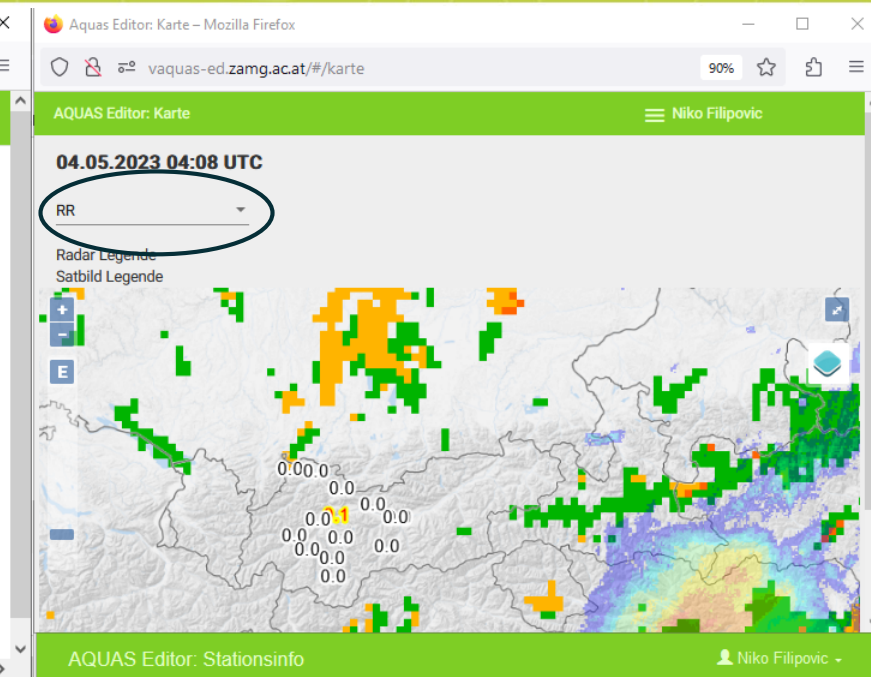 Aquas Editor: Karte – Mozilla Firefox
vaquas-ed.zamg.ac.at/#/karte 90%
AQUAS Editor: Karte Niko Filipovic
04.05.2023 04:08 UTC
RR
Radar Legende
Satbild Legende
+
-
E
0.0 0.0
0.0
0.0
0.0 0.1 0.0
0.0 0.0
0.0 0.0 0.0
0.0
AQUAS Editor: Stationsinfo Niko Filipovic